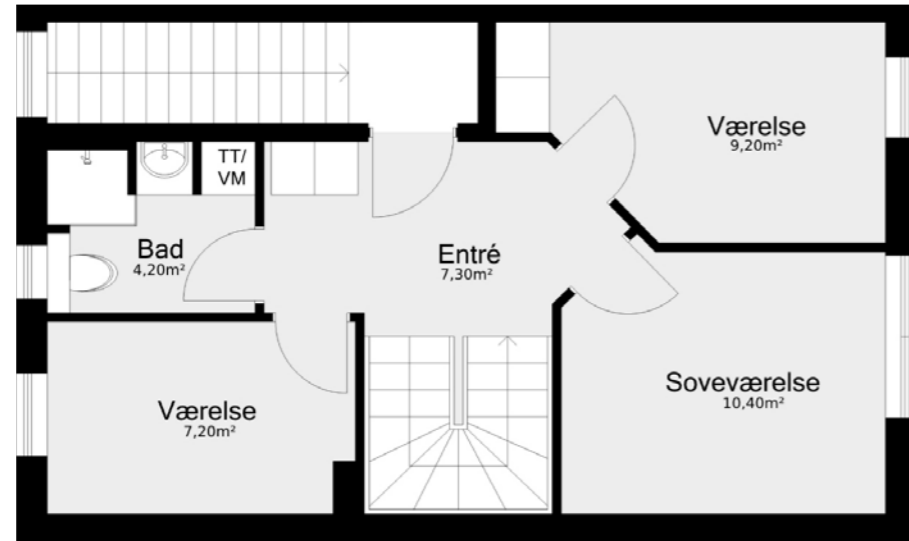 Værelse
9,20m²
TT/
VM
Bad
4,20m²
Entré
7,30m²
Værelse
7,20m²
Soveværelse
10,40m²